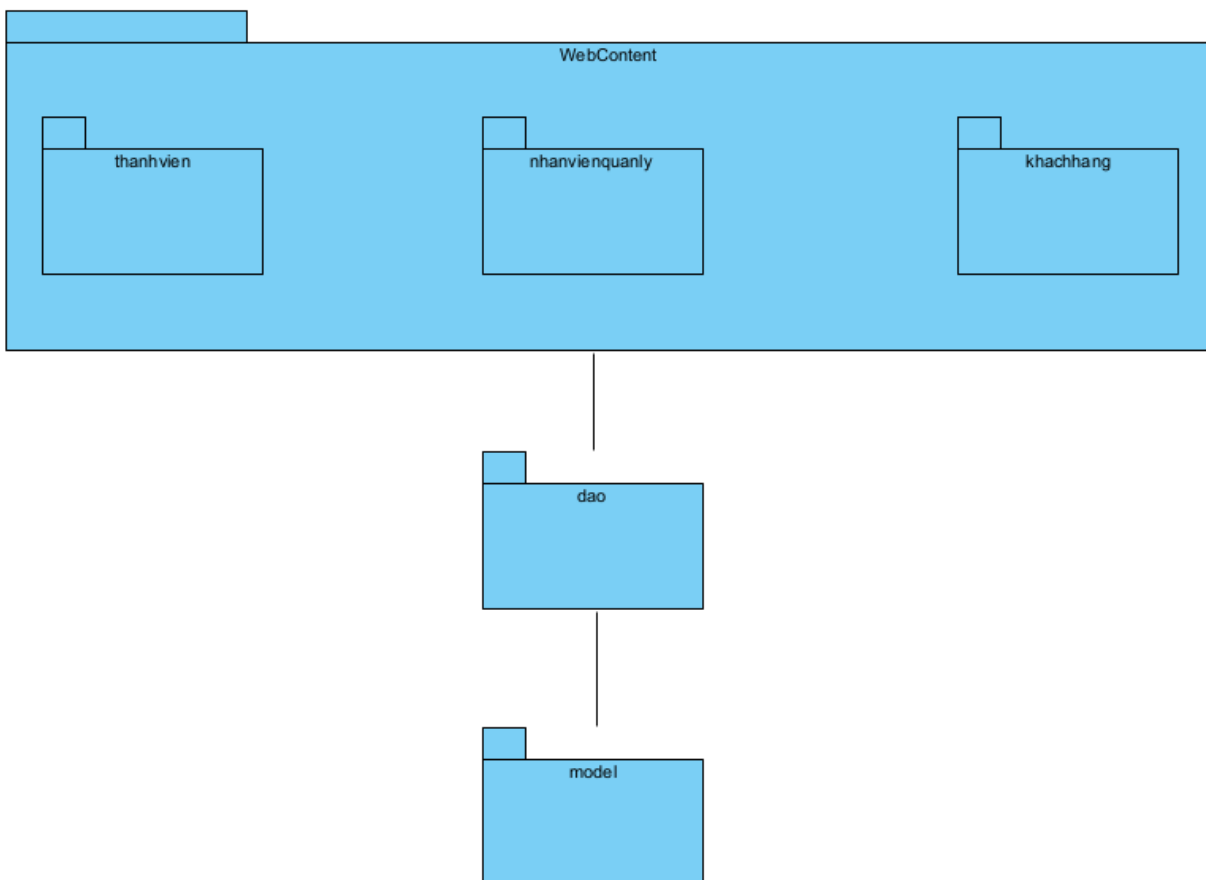 WebContent
thanhvien
nhanvienquanly
khachhang
dao
model